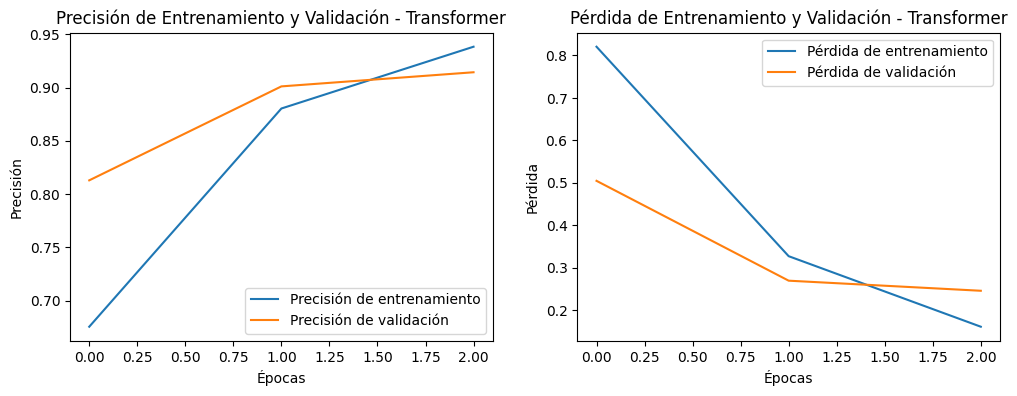 Precisión de Entrenamiento y Validación - Transformer
0.95
0.90
0.85
0.80
0.75
0.70
Precisión
Precisión de entrenamiento
Precisión de validación
0.00 0.25 0.50 0.75 1.00 1.25 1.50 1.75 2.00
Épocas
Pérdida de Entrenamiento y Validación - Transformer
0.8
0.7
0.6
0.5
0.4
0.3
0.2
Pérdida
Pérdida de entrenamiento
Pérdida de validación
0.00 0.25 0.50 0.75 1.00 1.25 1.50 1.75 2.00
Épocas